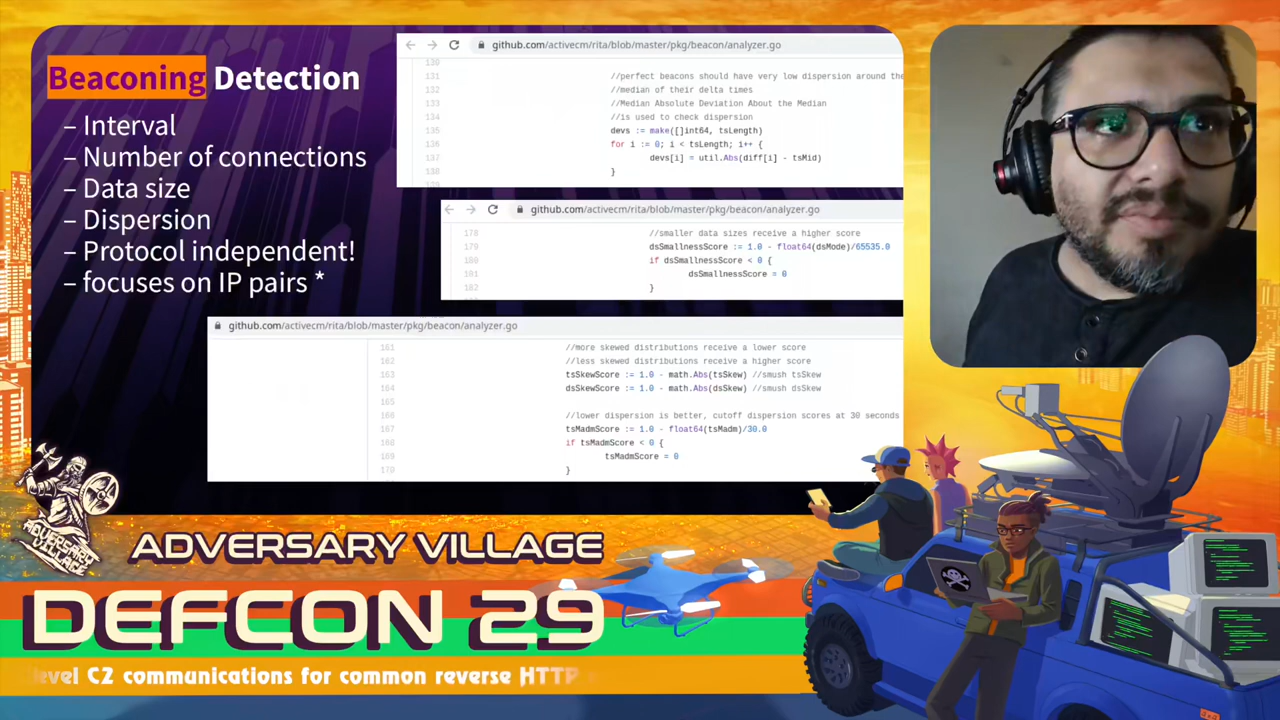 Beaconing Detection
– Interval
– Number of connections
– Data size
– Dispersion
– Protocol independent!
– focuses on IP pairs *
github.com/activecm/rita/blob/master/pkg/beacon/analyzer.go
130
131 //perfect beacons should have very low dispersion around the
132 //median of their delta times
133 //Median Absolute Deviation About the Median
134 //is used to check dispersion
135 devs := make([]int64, tsLength)
136 for i := 0; i < tsLength; i++ {
137 devs[i] = util.Abs(diff[i] - tsMid)
138 }
139
github.com/activecm/rita/blob/master/pkg/beacon/analyzer.go
178 //smaller data sizes receive a higher score
179 dsSmallnessScore := 1.0 - float64(dsMode)/65535.0
180 if dsSmallnessScore < 0 {
181 dsSmallnessScore = 0
182 }
github.com/activecm/rita/blob/master/pkg/beacon/analyzer.go
161 //more skewed distributions receive a lower score
162 //less skewed distributions receive a higher score
163 tsSkewScore := 1.0 - math.Abs(tsSkew) //smush tsSkew
164 dsSkewScore := 1.0 - math.Abs(dsSkew) //smush dsSkew
165
166 //lower dispersion is better, cutoff dispersion scores at 30 seconds
167 tsMadmScore := 1.0 - float64(tsMadm)/30.0
168 if tsMadmScore < 0 {
169 tsMadmScore = 0
170 }
ADVERSARY VILLAGE
ADVERSARY VILLAGE
DEFCON 29
level C2 communications for common reverse HTTP